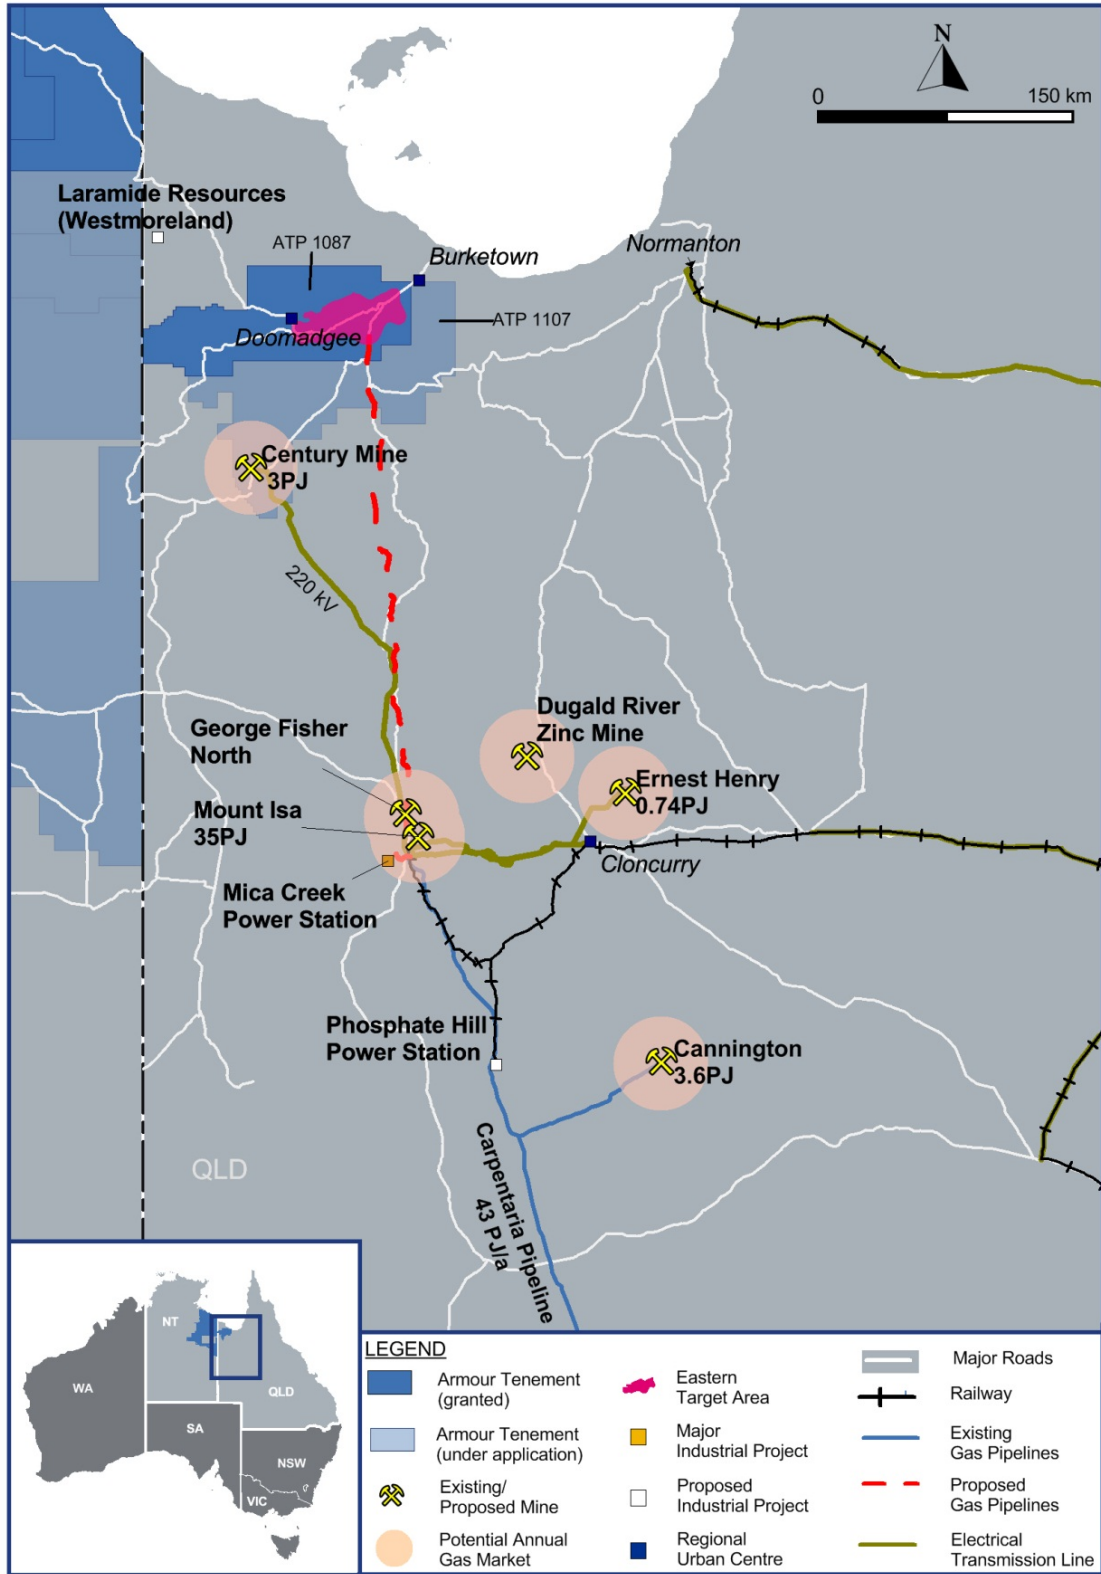 N
0 150 km
Laramide Resources
(Westmoreland)
ATP 1087
Burketown
Normanton
ATP 1107
Doomadgee
Century Mine
3PJ
220 kV
Dugald River
Zinc Mine
George Fisher
North
Ernest Henry
0.74PJ
Mount Isa
35PJ
Cloncurry
Mica Creek
Power Station
Phosphate Hill
Power Station
Cannington
3.6PJ
Carpentaria Pipeline
43 PJ/a
QLD
NT
WA
QLD
SA
NSW
VIC
LEGEND
Armour Tenement
(granted)
Armour Tenement
(under application)
Existing/
Proposed Mine
Potential Annual
Gas Market
Eastern
Target Area
Major
Industrial Project
Proposed
Industrial Project
Regional
Urban Centre
Major Roads
Railway
Existing
Gas Pipelines
Proposed
Gas Pipelines
Electrical
Transmission Line